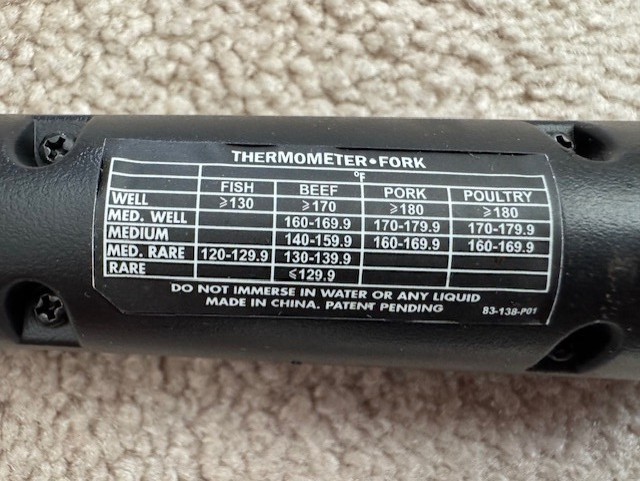 THERMOMETER•FORK
°F
FISH BEEF PORK POULTRY
WELL ⩾130 ⩾170 ⩾180 ⩾180
MED. WELL 160-169.9 170-179.9 170-179.9
MEDIUM 140-159.9 160-169.9 160-169.9
MED. RARE 120-129.9 130-139.9
RARE ⩽129.9
DO NOT IMMERSE IN WATER OR ANY LIQUID
MADE IN CHINA. PATENT PENDING 83-138-P01